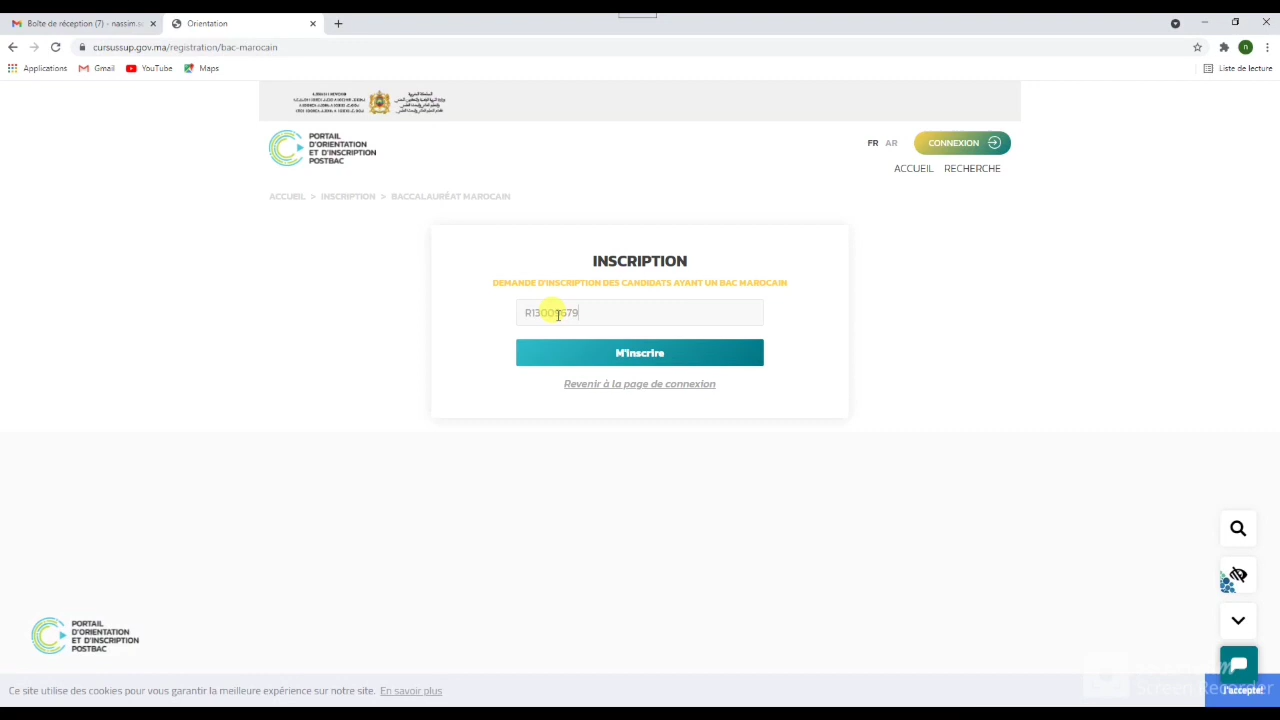 Boîte de réception (7) - nassim.s
Orientation
cursussup.gov.ma/registration/bac-marocain
Applications
Gmail
YouTube
Maps
Liste de lecture
PORTAIL
D'ORIENTATION
ET D'INSCRIPTION
POSTBAC
FR AR
CONNEXION
ACCUEIL RECHERCHE
ACCUEIL > INSCRIPTION > BACCALAURÉAT MAROCAIN
INSCRIPTION
DEMANDE D'INSCRIPTION DES CANDIDATS AYANT UN BAC MAROCAIN
M'inscrire
Revenir à la page de connexion
PORTAIL
D'ORIENTATION
ET D'INSCRIPTION
POSTBAC
Ce site utilise des cookies pour vous garantir la meilleure expérience sur notre site. En savoir plus
J'accepte!
Screen Recorder